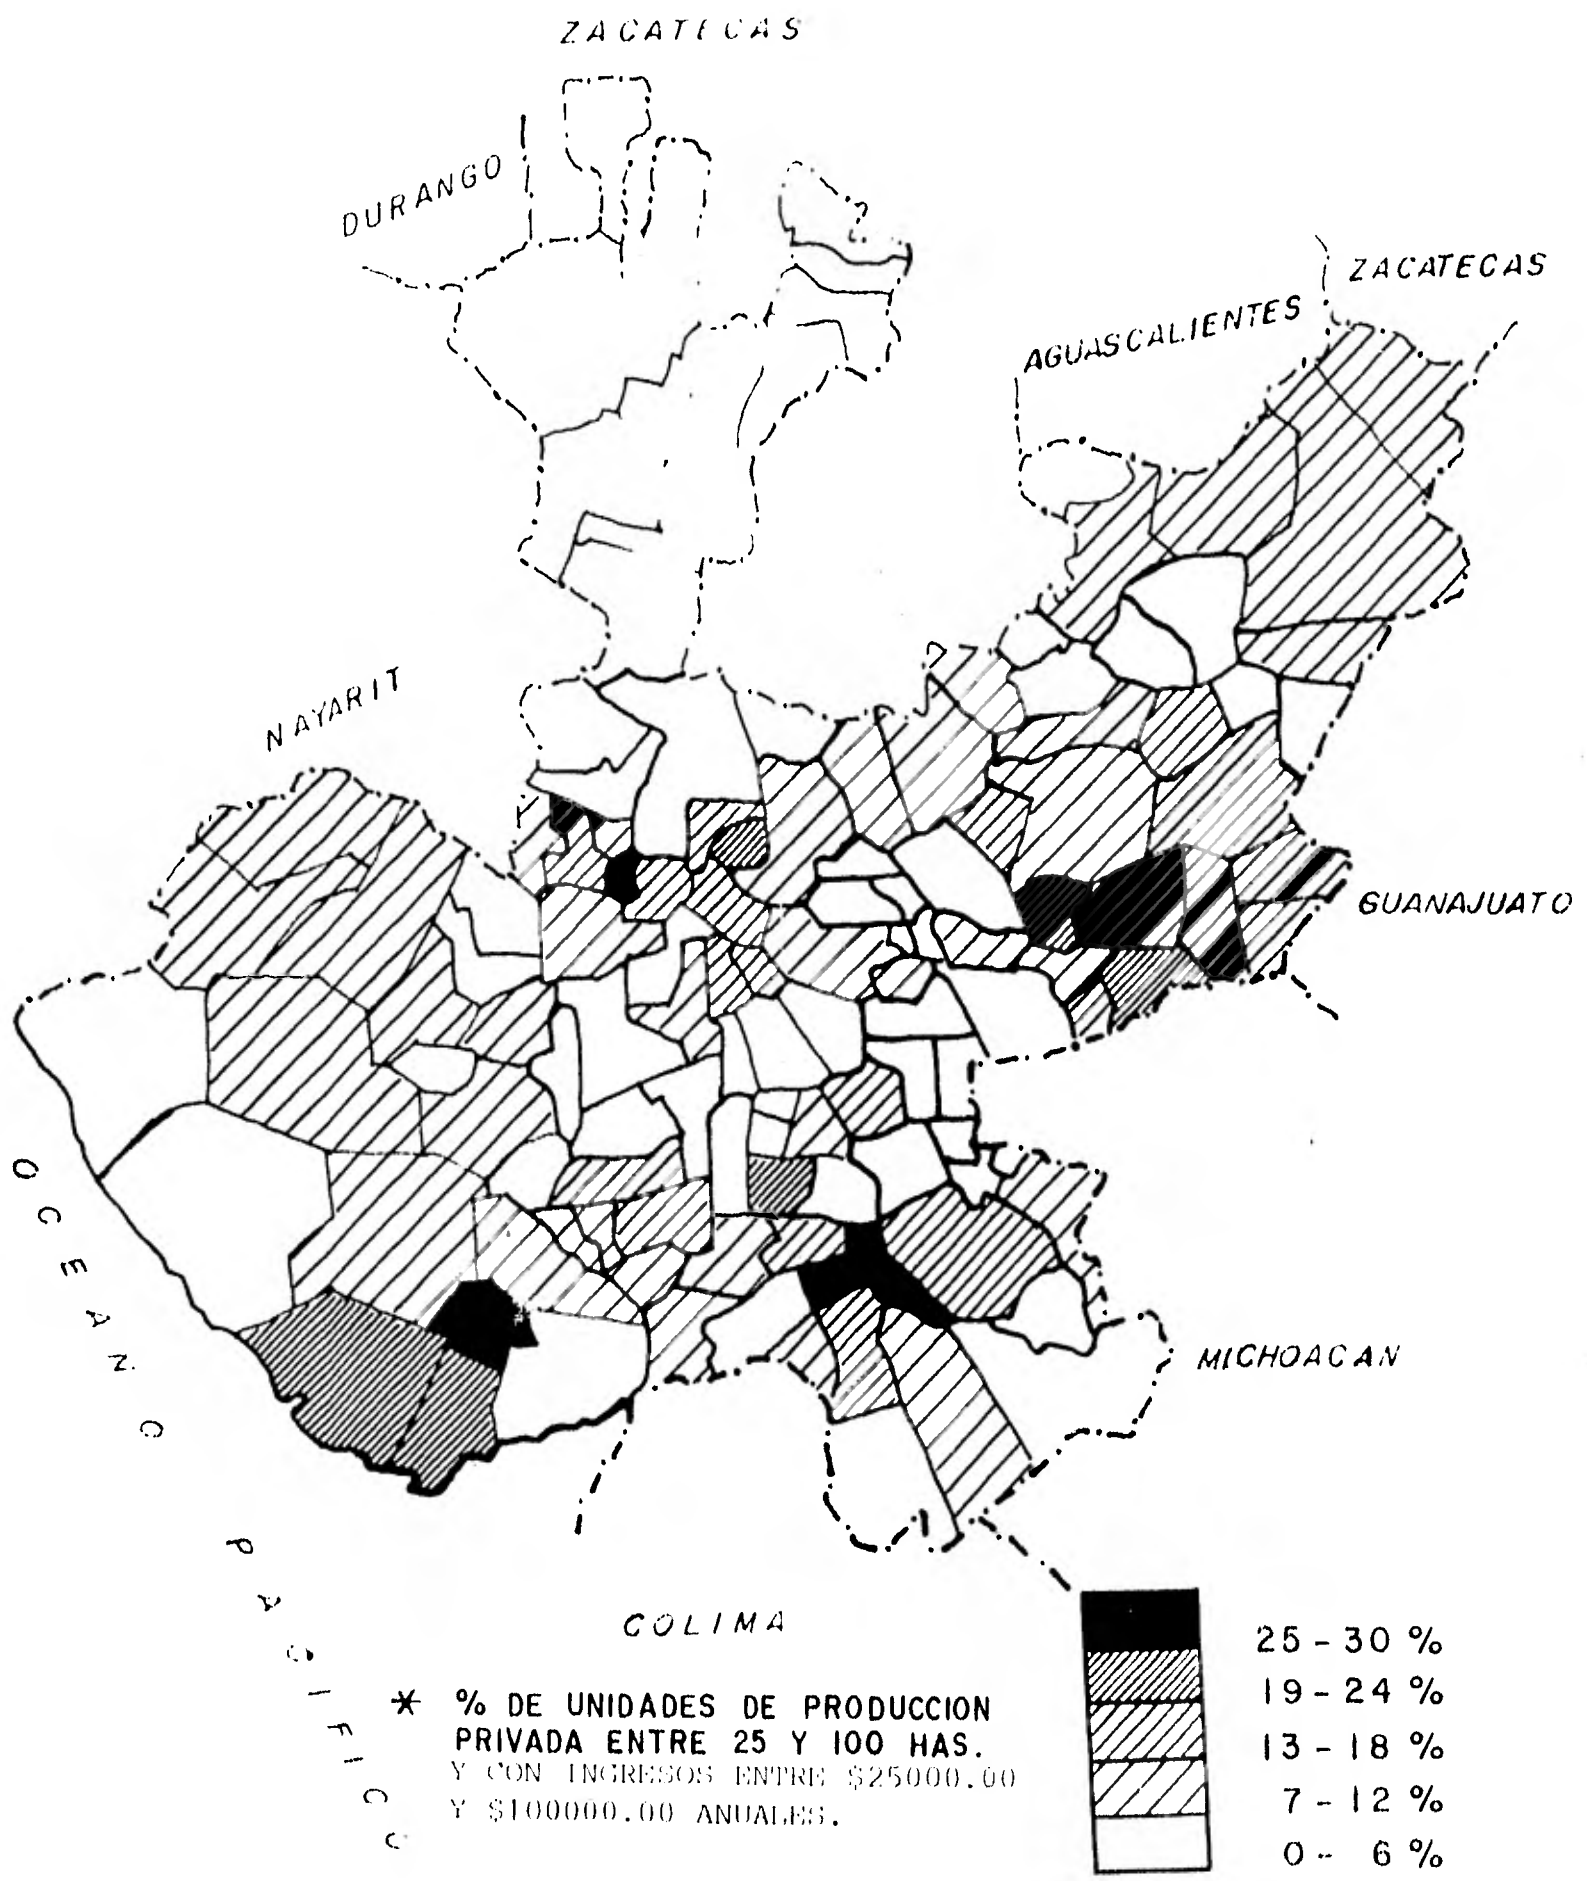 ZACATECAS
DURANGO
ZACATECAS
AGUASCALIENTES
NAYARIT
GUANAJUATO
OCEANO PACIFICO
MICHOACAN
COLIMA
* % DE UNIDADES DE PRODUCCION
PRIVADA ENTRE 25 Y 100 HAS.
Y CON INGRESOS ENTRE $25000.00
Y $100000.00 ANUALES.
25 - 30 %
19 - 24 %
13 - 18 %
7 - 12 %
0 - 6 %